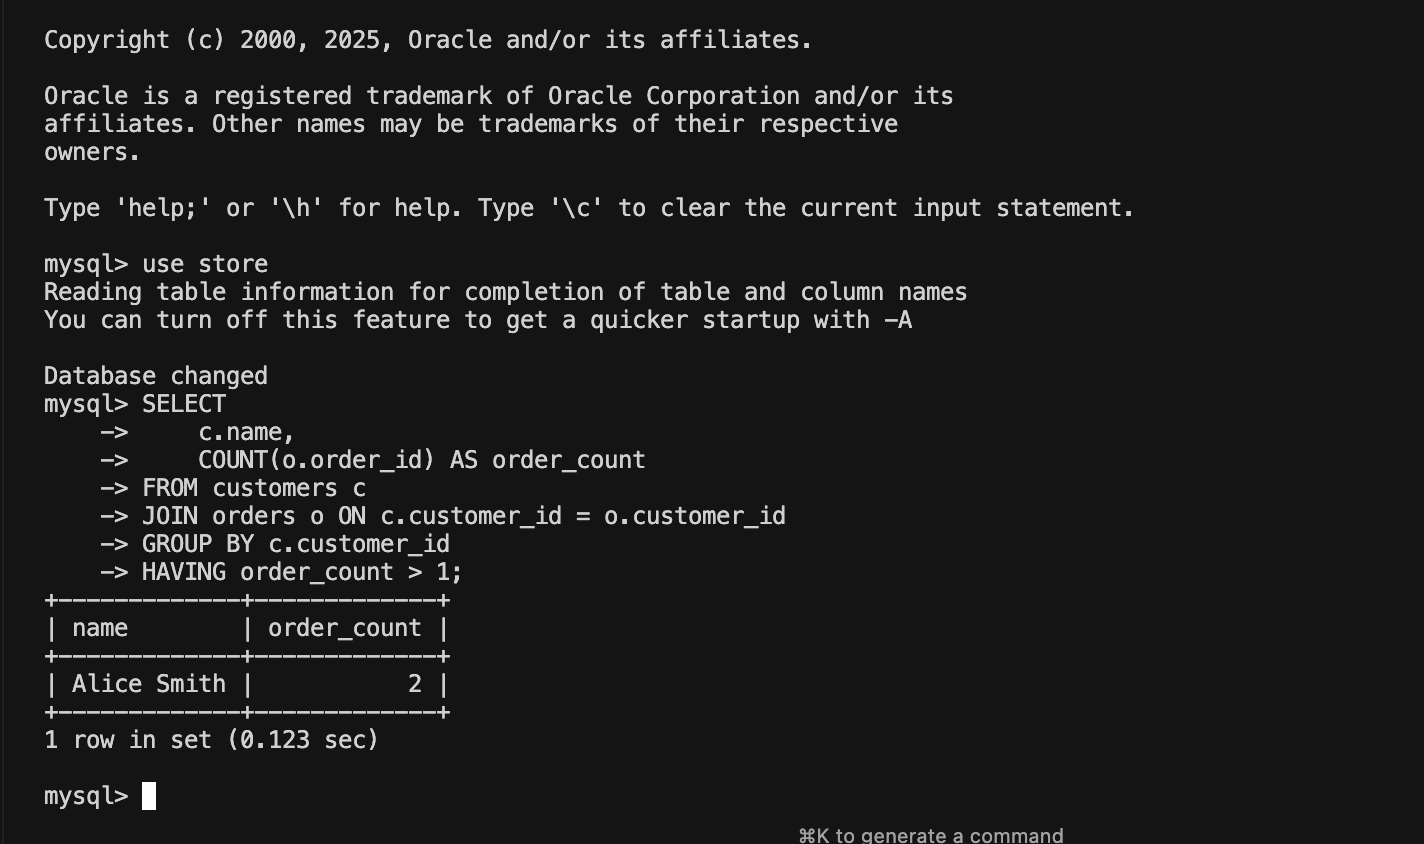 Copyright (c) 2000, 2025, Oracle and/or its affiliates.
Oracle is a registered trademark of Oracle Corporation and/or its
affiliates. Other names may be trademarks of their respective
owners.
Type 'help;' or '\h' for help. Type '\c' to clear the current input statement.
mysql> use store
Reading table information for completion of table and column names
You can turn off this feature to get a quicker startup with -A
Database changed
mysql> SELECT
    ->     c.name,
    ->     COUNT(o.order_id) AS order_count
    -> FROM customers c
    -> JOIN orders o ON c.customer_id = o.customer_id
    -> GROUP BY c.customer_id
    -> HAVING order_count > 1;
+-------------+-------------+
| name        | order_count |
+-------------+-------------+
| Alice Smith |           2 |
+-------------+-------------+
1 row in set (0.123 sec)
mysql>
⌘K to generate a command